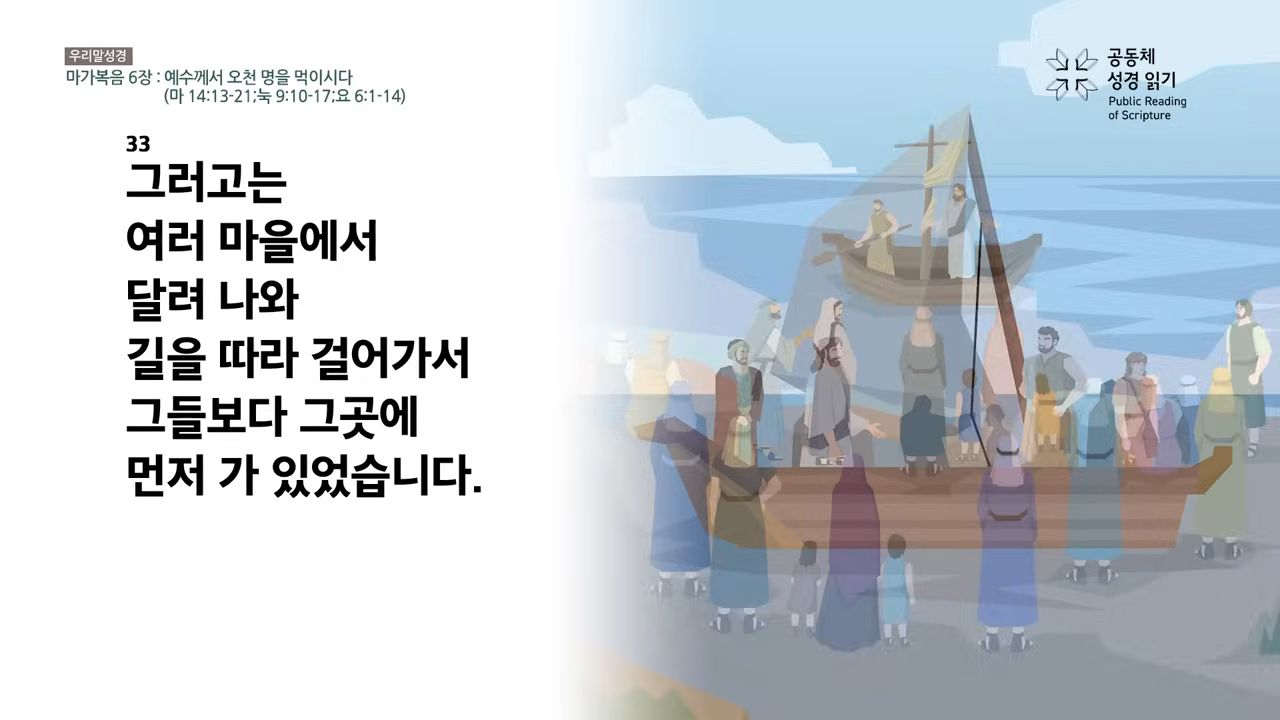 우리말성경
마가복음 6장 : 예수께서 오천 명을 먹이시다
(마 14:13-21;눅 9:10-17;요 6:1-14)
33
그러고는
여러 마을에서
달려 나와
길을 따라 걸어가서
그들보다 그곳에
먼저 가 있었습니다.
공동체
성경 읽기
Public Reading
of Scripture